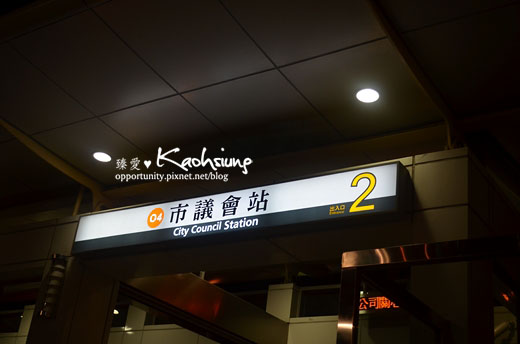 臻愛♥Kaohsiung
opportunity.pixnet.net/blog
O4 市議會站
City Council Station
出入口
Entrance
2
公司關